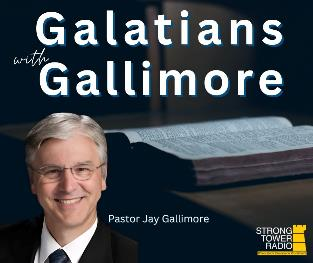 Galatians
with
Gallimore
Pastor Jay Gallimore
STRONG
TOWER
RADIO